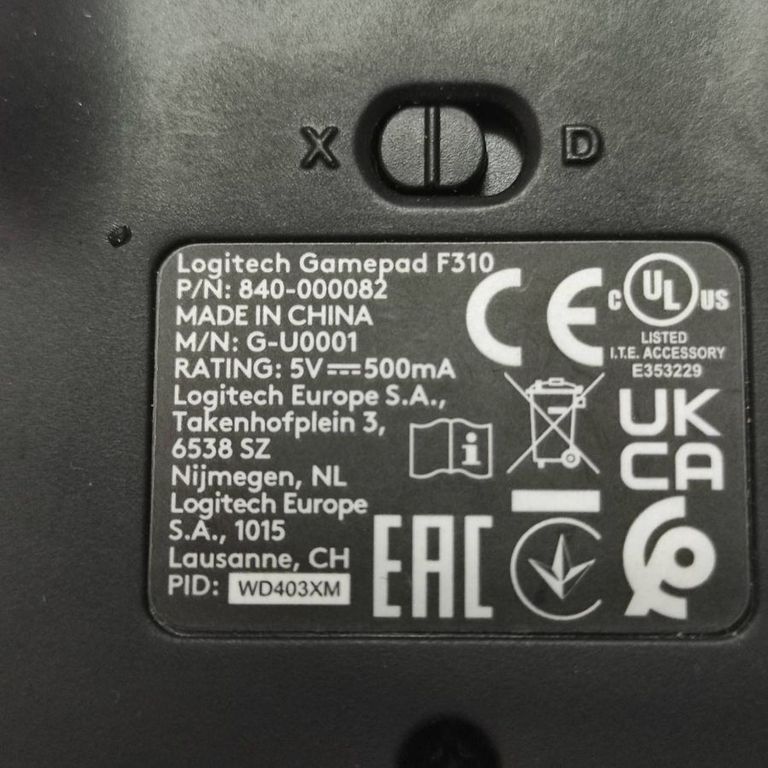 X D
Logitech Gamepad F310
P/N: 840-000082
MADE IN CHINA
M/N: G-U0001
RATING: 5V⎓500mA
Logitech Europe S.A.,
Takenhofplein 3,
6538 SZ
Nijmegen, NL
Logitech Europe
S.A., 1015
Lausanne, CH
PID: WD403XM
CE
C UL US
LISTED
I.T.E. ACCESSORY
E353229
UK
CA
i
EAC